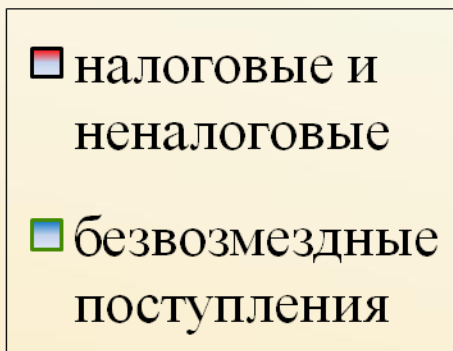 налоговые и
неналоговые
безвозмездные
поступления